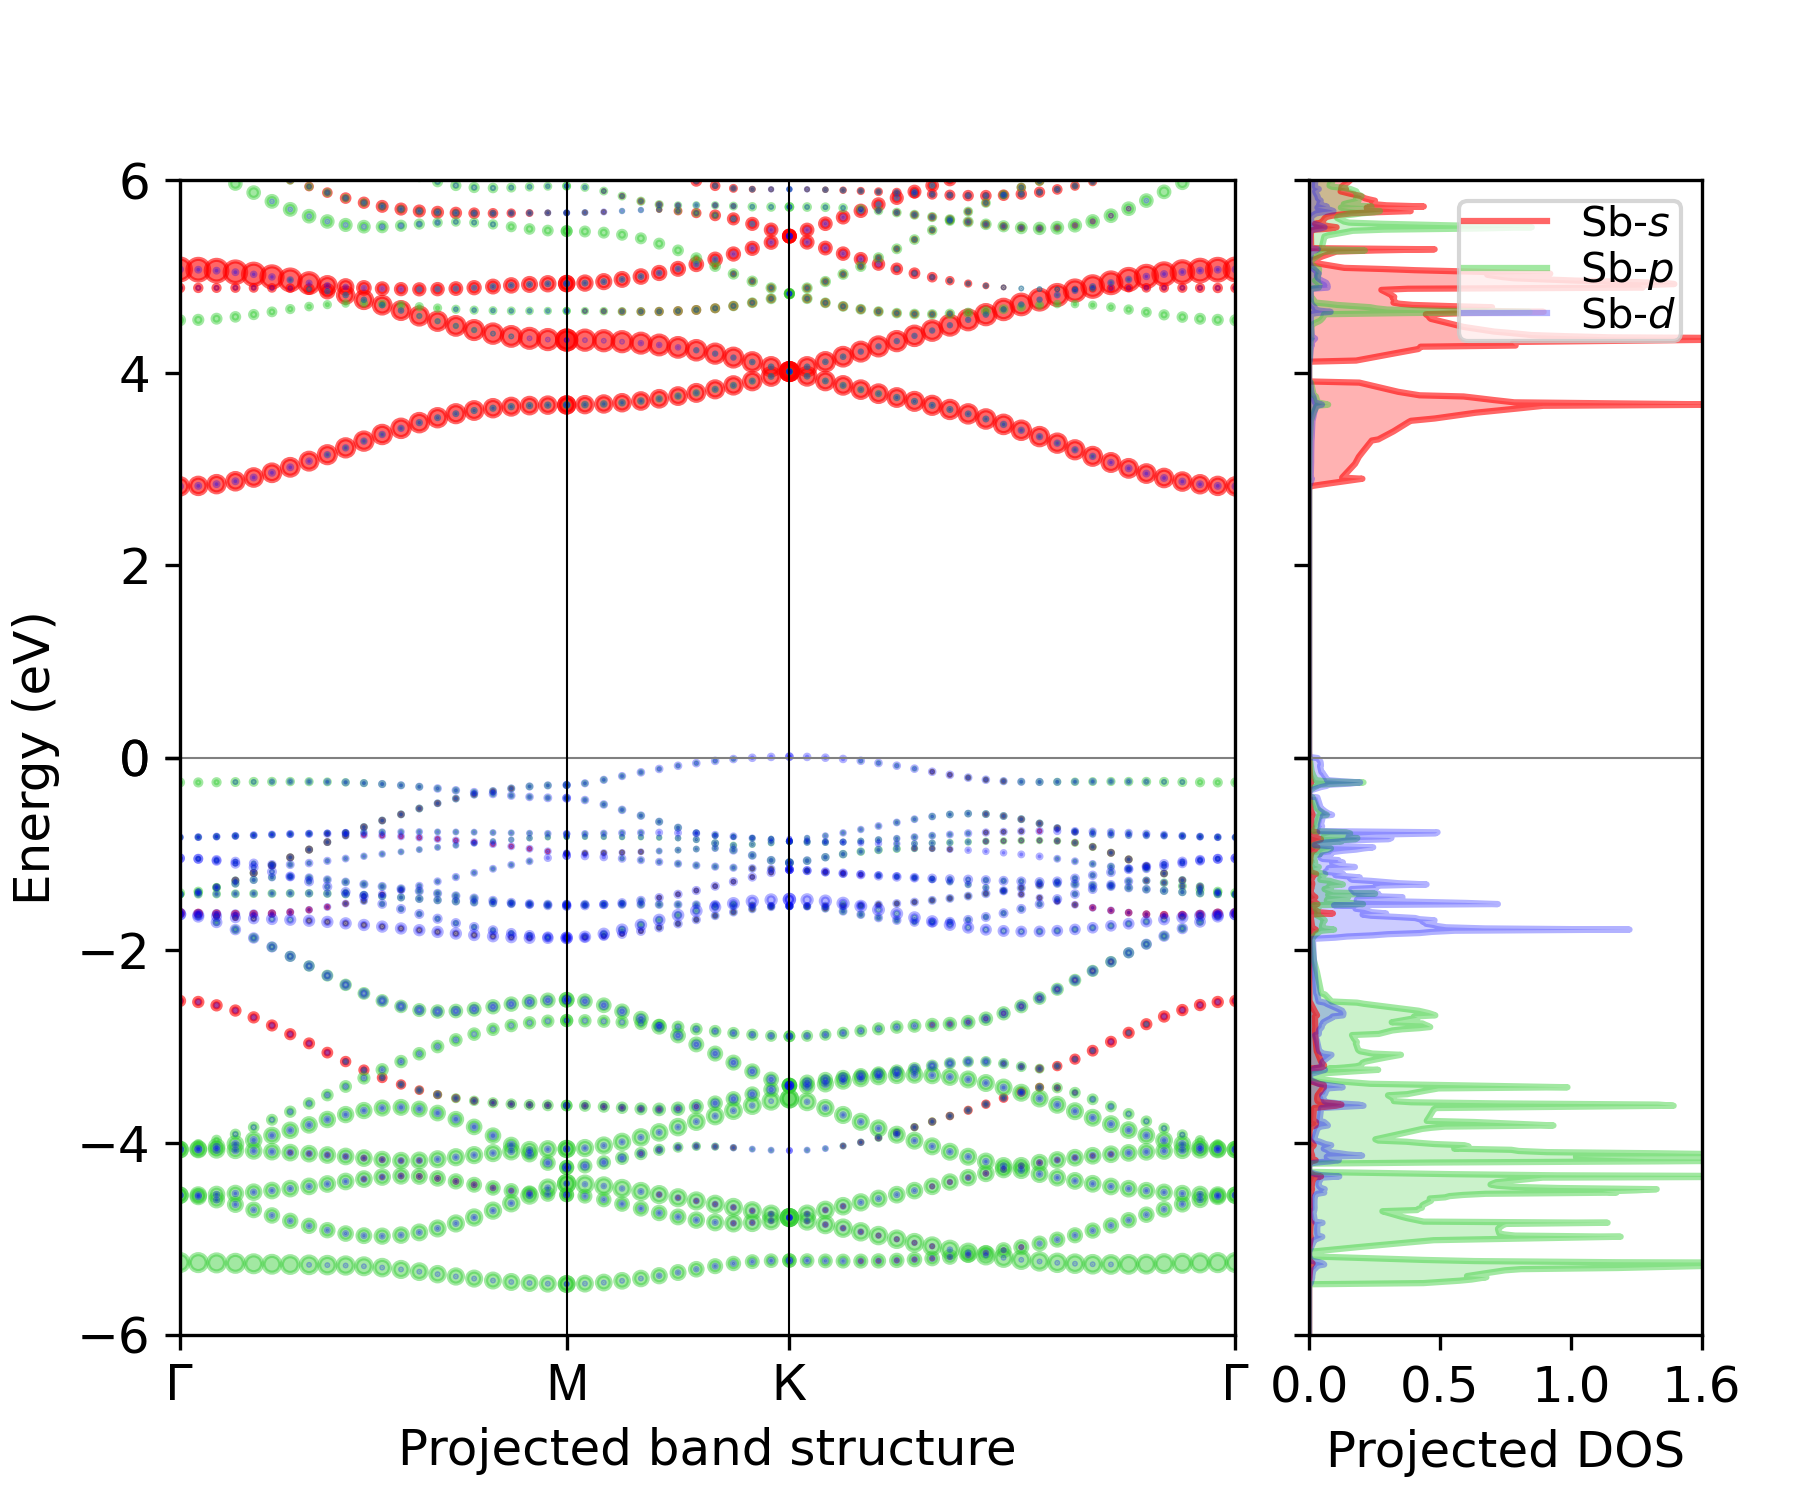 6
4
2
0
−2
−4
−6
Energy (eV)
Γ M K Γ
Projected band structure
Sb-s
Sb-p
Sb-d
0.0 0.5 1.0 1.6
Projected DOS